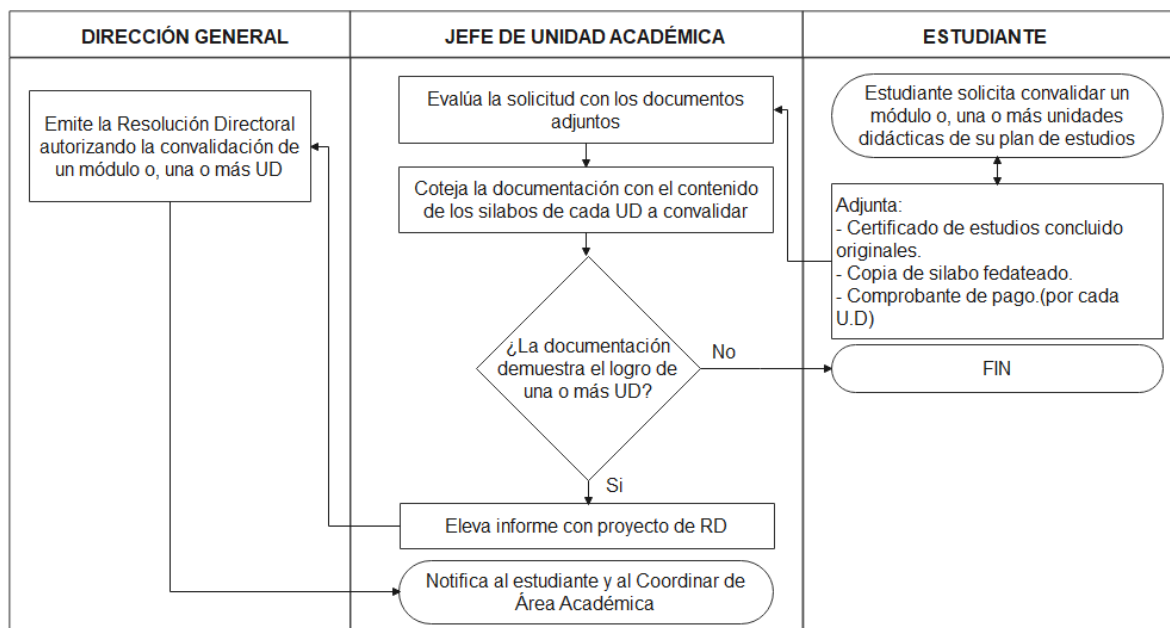 DIRECCIÓN GENERAL
JEFE DE UNIDAD ACADÉMICA
ESTUDIANTE
Emite la Resolución Directoral
autorizando la convalidación de
un módulo o, una o más UD
Evalúa la solicitud con los documentos
adjuntos
Coteja la documentación con el contenido
de los silabos de cada UD a convalidar
¿La documentación
demuestra el logro de
una o más UD?
No
Si
Eleva informe con proyecto de RD
Notifica al estudiante y al Coordinar de
Área Académica
Estudiante solicita convalidar un
módulo o, una o más unidades
didácticas de su plan de estudios
Adjunta:
- Certificado de estudios concluido
originales.
- Copia de silabo fedateado.
- Comprobante de pago.(por cada
U.D)
FIN